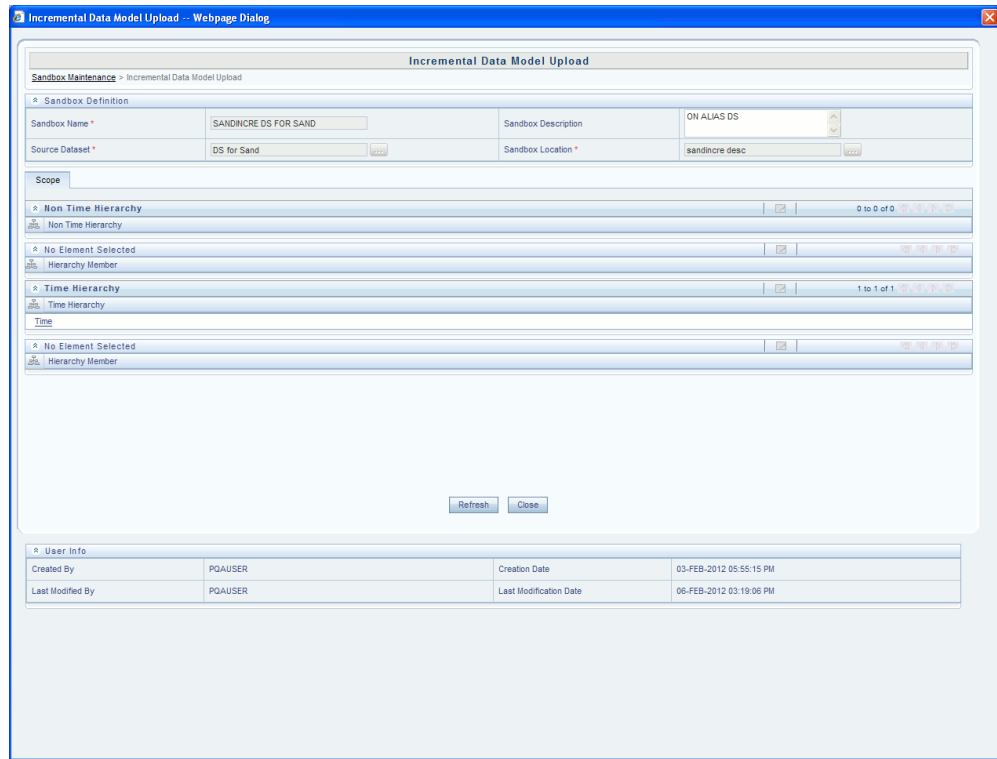 Incremental Data Model Upload -- Webpage Dialog
Incremental Data Model Upload
Sandbox Maintenance > Incremental Data Model Upload
Sandbox Definition
Sandbox Name * SANDINCRE DS FOR SAND Sandbox Description ON ALIAS DS
Source Dataset * DS for Sand ... Sandbox Location * sandincre desc ...
Scope
Non Time Hierarchy 0 to 0 of 0
Non Time Hierarchy
No Element Selected
Hierarchy Member
Time Hierarchy 1 to 1 of 1
Time Hierarchy
Time
No Element Selected
Hierarchy Member
Refresh Close
User Info
Created By PQAUSER Creation Date 03-FEB-2012 05:55:15 PM
Last Modified By PQAUSER Last Modification Date 06-FEB-2012 03:19:06 PM